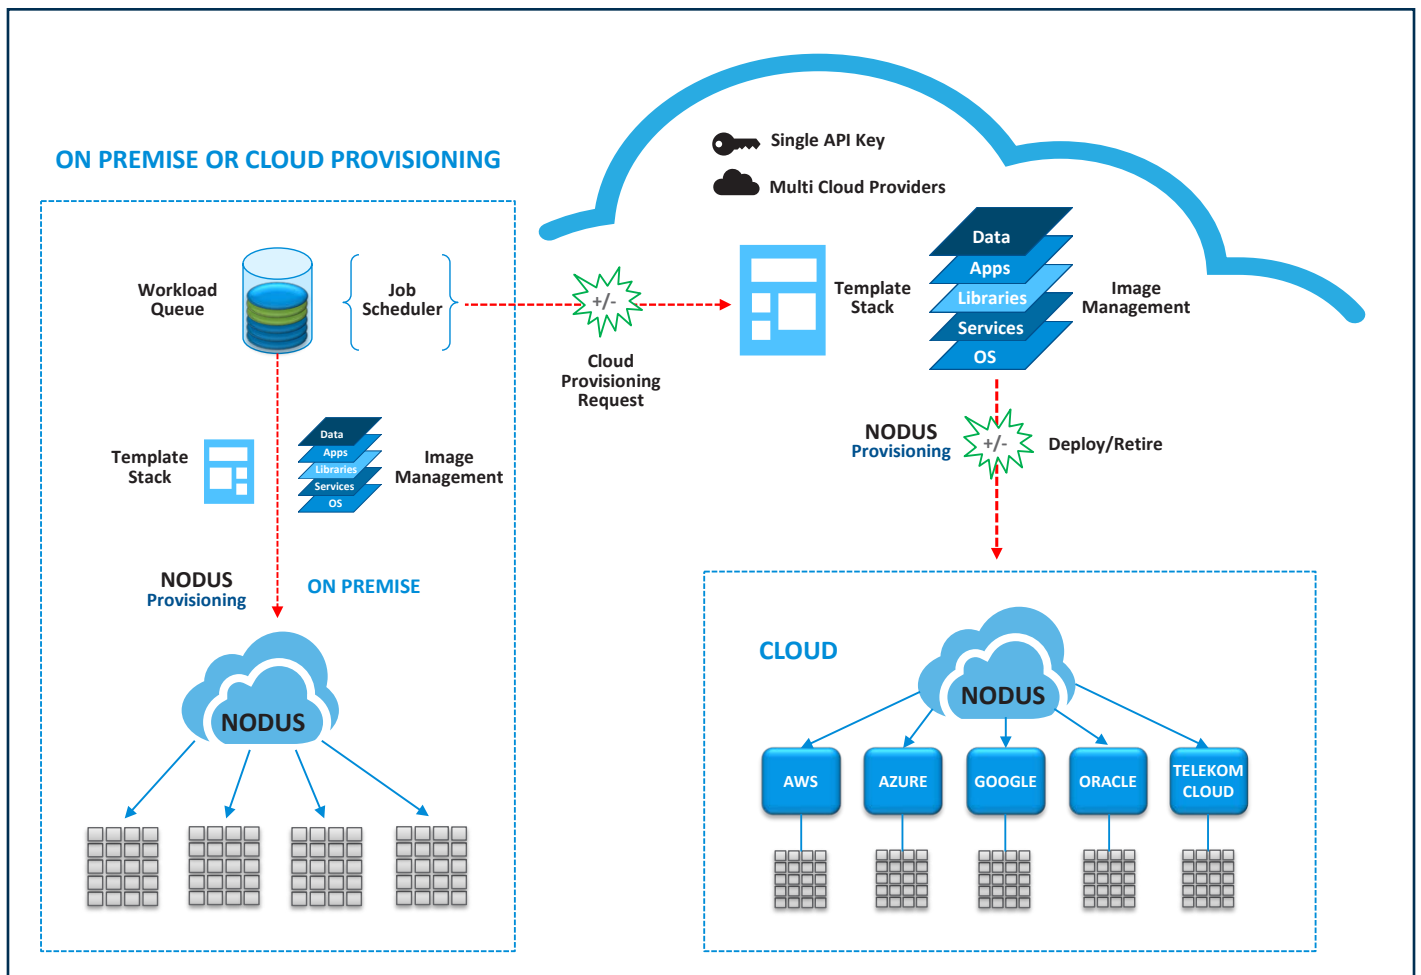 ON PREMISE OR CLOUD PROVISIONING
Single API Key
Multi Cloud Providers
Workload
Queue
Job
Scheduler
+/-
Cloud
Provisioning
Request
Template
Stack
Data
Apps
Libraries
Services
OS
Image
Management
Template
Stack
Data
Apps
Libraries
Services
OS
Image
Management
NODUS
Provisioning
+/-
Deploy/Retire
NODUS
Provisioning
ON PREMISE
NODUS
CLOUD
NODUS
AWS
AZURE
GOOGLE
ORACLE
TELEKOM
CLOUD